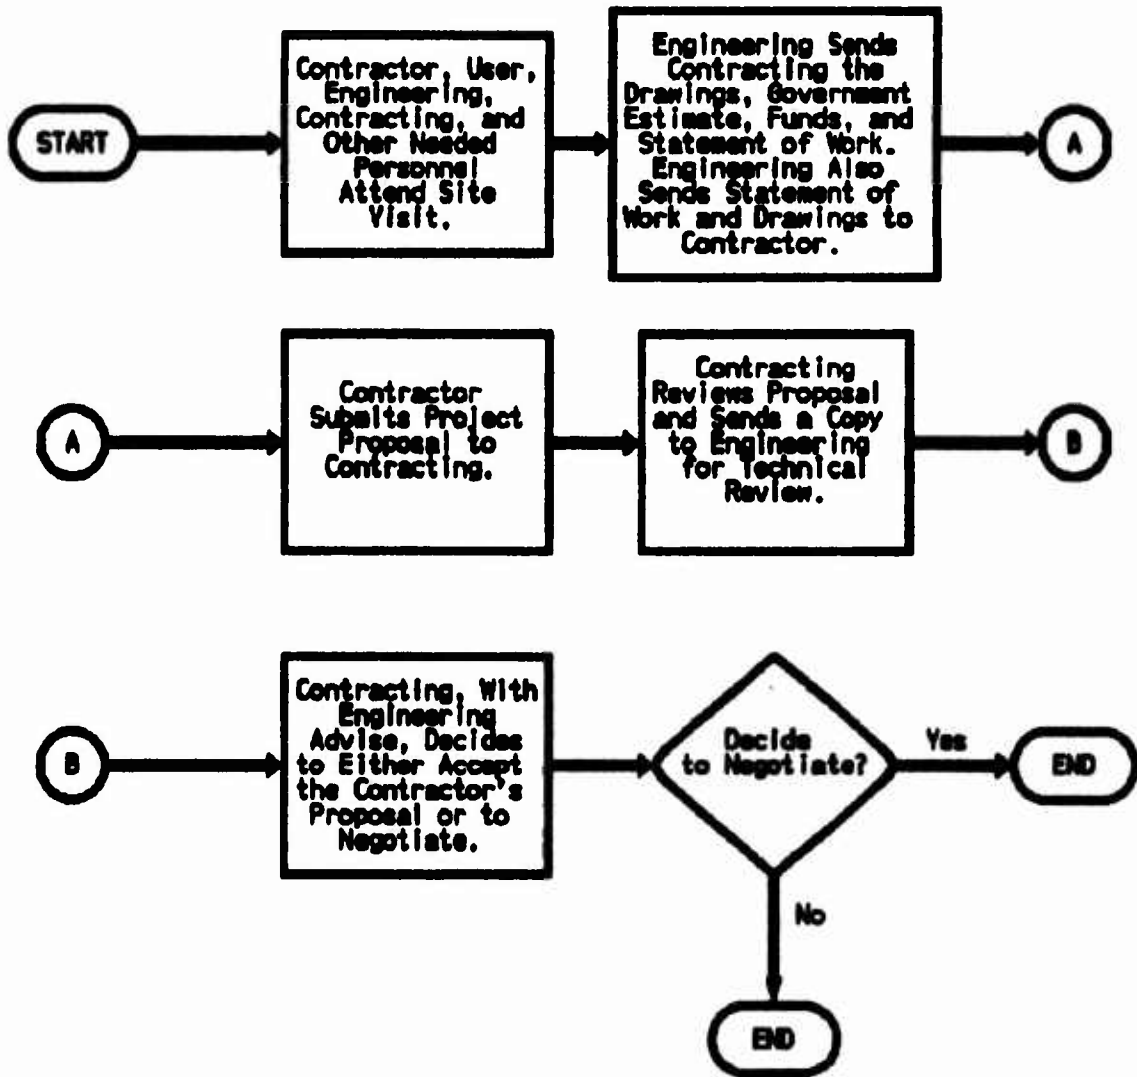 START
Contractor, User,
Engineering,
Contracting, and
Other Needed
Personnel
Attend Site
Visit.
Engineering Sends
Contracting the
Drawings, Government
Estimate, Funds, and
Statement of Work.
Engineering Also
Sends Statement of
Work and Drawings to
Contractor.
A
A
Contractor
Submits Project
Proposal to
Contracting.
Contracting
Reviews Proposal
and Sends a Copy
to Engineering
for Technical
Review.
B
B
Contracting, With
Engineering
Advise, Decides
to Either Accept
the Contractor's
Proposal or to
Negotiate.
Decide
to Negotiate?
Yes
END
No
END